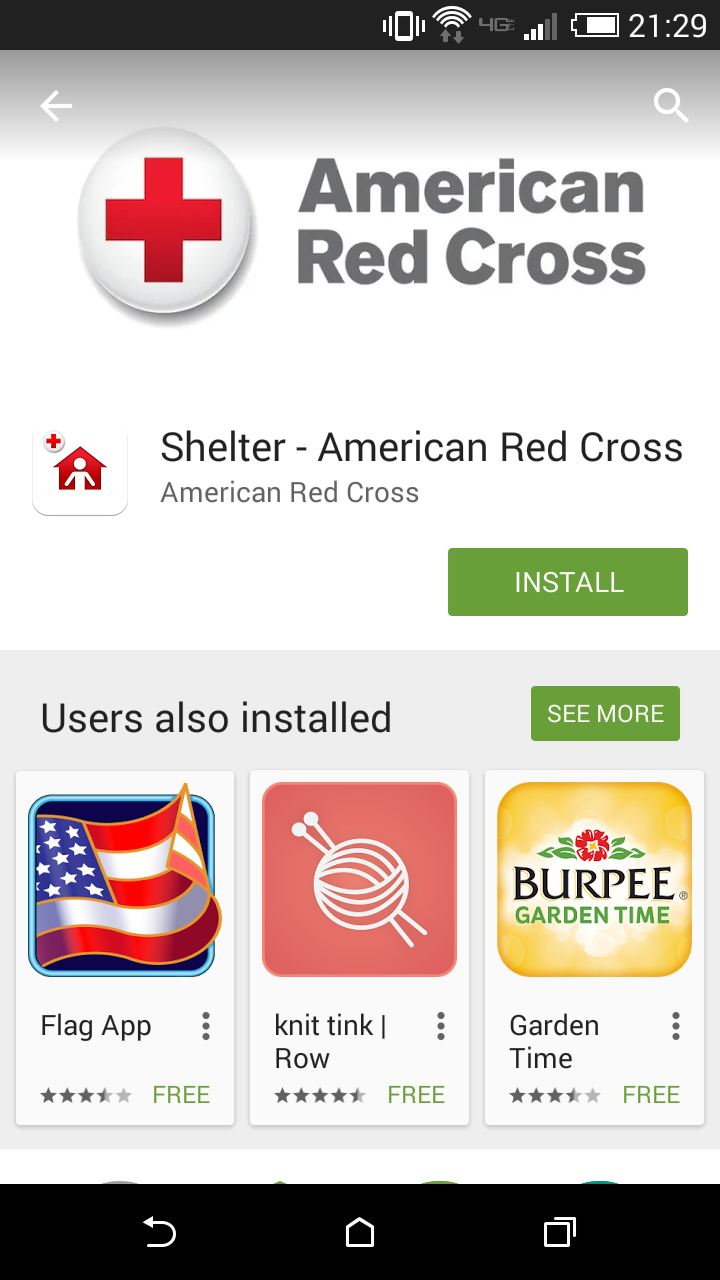 4G LTE 21:29
American
Red Cross
Shelter - American Red Cross
American Red Cross
INSTALL
Users also installed
SEE MORE
BURPEE®
GARDEN TIME
Flag App
knit tink |
Row
Garden
Time
FREE
FREE
FREE